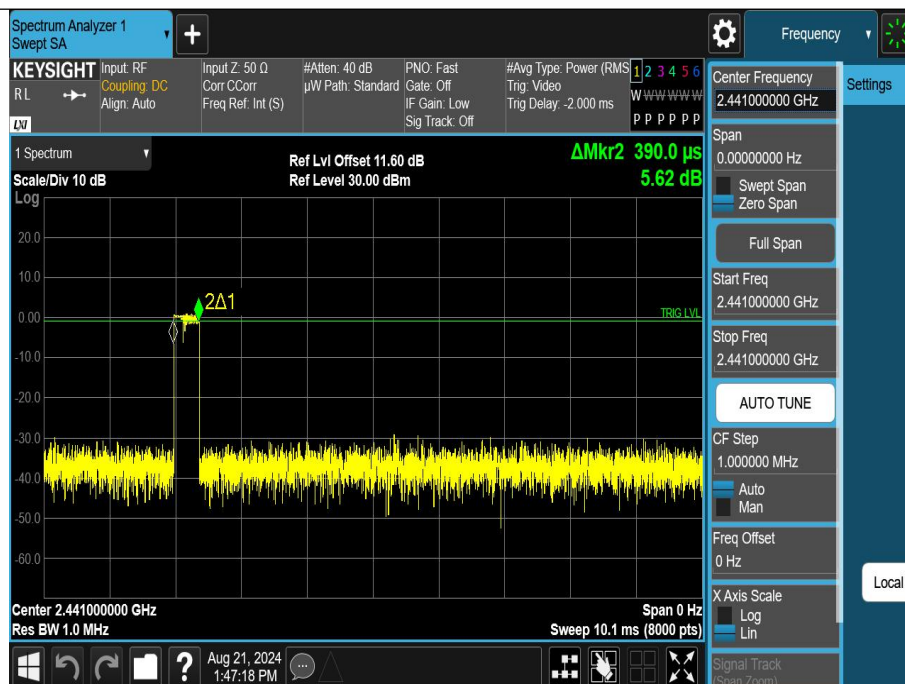 Spectrum Analyzer 1
Swept SA
+
Frequency
KEYSIGHT
RL
LXI
Input: RF
Coupling: DC
Align: Auto
Input Z: 50 Ω
Corr CCorr
Freq Ref: Int (S)
#Atten: 40 dB
µW Path: Standard
PNO: Fast
Gate: Off
IF Gain: Low
Sig Track: Off
#Avg Type: Power (RMS
Trig: Video
Trig Delay: -2.000 ms
1 2 3 4 5 6
W W W W W W
P P P P P P
1 Spectrum
Scale/Div 10 dB
Log
Ref Lvl Offset 11.60 dB
Ref Level 30.00 dBm
ΔMkr2 390.0 µs
5.62 dB
20.0
10.0
0.00
-10.0
-20.0
-30.0
-40.0
-50.0
-60.0
2Δ1
TRIG LVL
Center 2.441000000 GHz
Res BW 1.0 MHz
Span 0 Hz
Sweep 10.1 ms (8000 pts)
Center Frequency
2.441000000 GHz
Span
0.00000000 Hz
Swept Span
Zero Span
Full Span
Start Freq
2.441000000 GHz
Stop Freq
2.441000000 GHz
AUTO TUNE
CF Step
1.000000 MHz
Auto
Man
Freq Offset
0 Hz
X Axis Scale
Log
Lin
Signal Track
(Span Zoom)
Settings
Local
?
Aug 21, 2024
1:47:18 PM